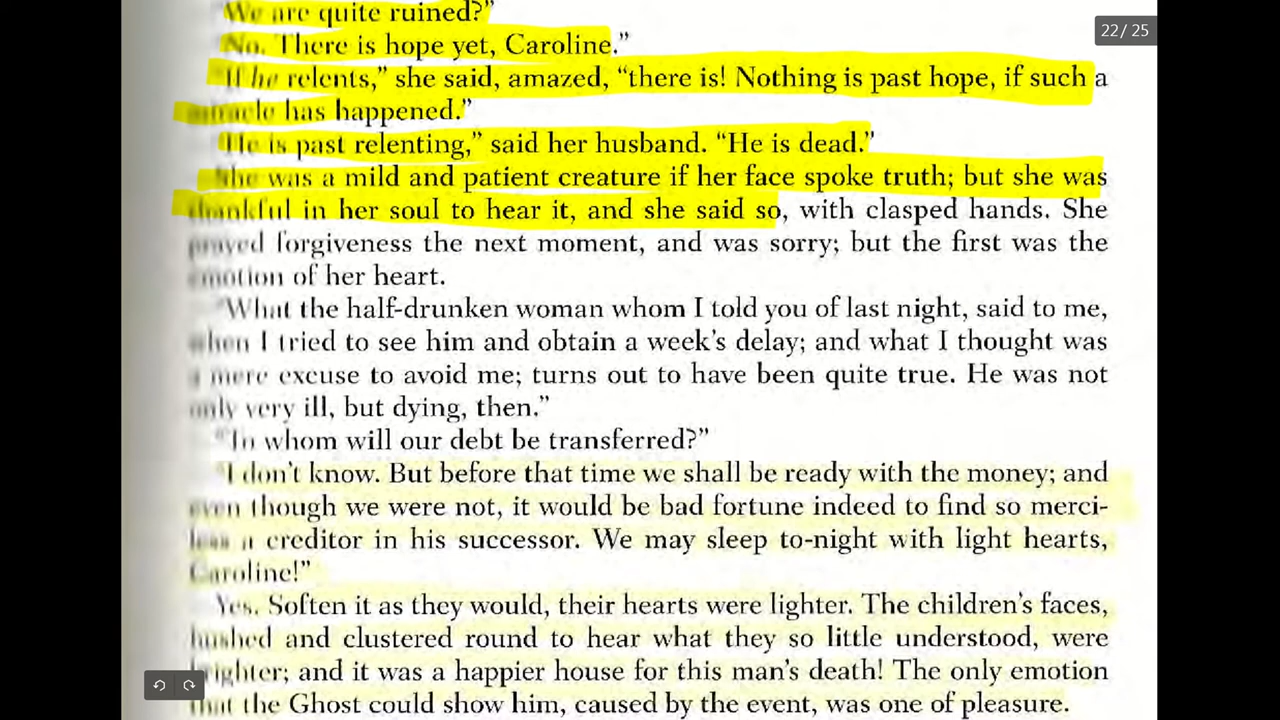 "We are quite ruined?"
"No. There is hope yet, Caroline."
"If he relents," she said, amazed, "there is! Nothing is past hope, if such a
miracle has happened."
"He is past relenting," said her husband. "He is dead."
She was a mild and patient creature if her face spoke truth; but she was
thankful in her soul to hear it, and she said so, with clasped hands. She
prayed forgiveness the next moment, and was sorry; but the first was the
emotion of her heart.
"What the half-drunken woman whom I told you of last night, said to me,
when I tried to see him and obtain a week's delay; and what I thought was
a mere excuse to avoid me; turns out to have been quite true. He was not
only very ill, but dying, then."
"To whom will our debt be transferred?"
"I don't know. But before that time we shall be ready with the money; and
even though we were not, it would be bad fortune indeed to find so merci-
less a creditor in his successor. We may sleep to-night with light hearts,
Caroline!"
Yes. Soften it as they would, their hearts were lighter. The children's faces,
hushed and clustered round to hear what they so little understood, were
brighter; and it was a happier house for this man's death! The only emotion
that the Ghost could show him, caused by the event, was one of pleasure.
22/ 25